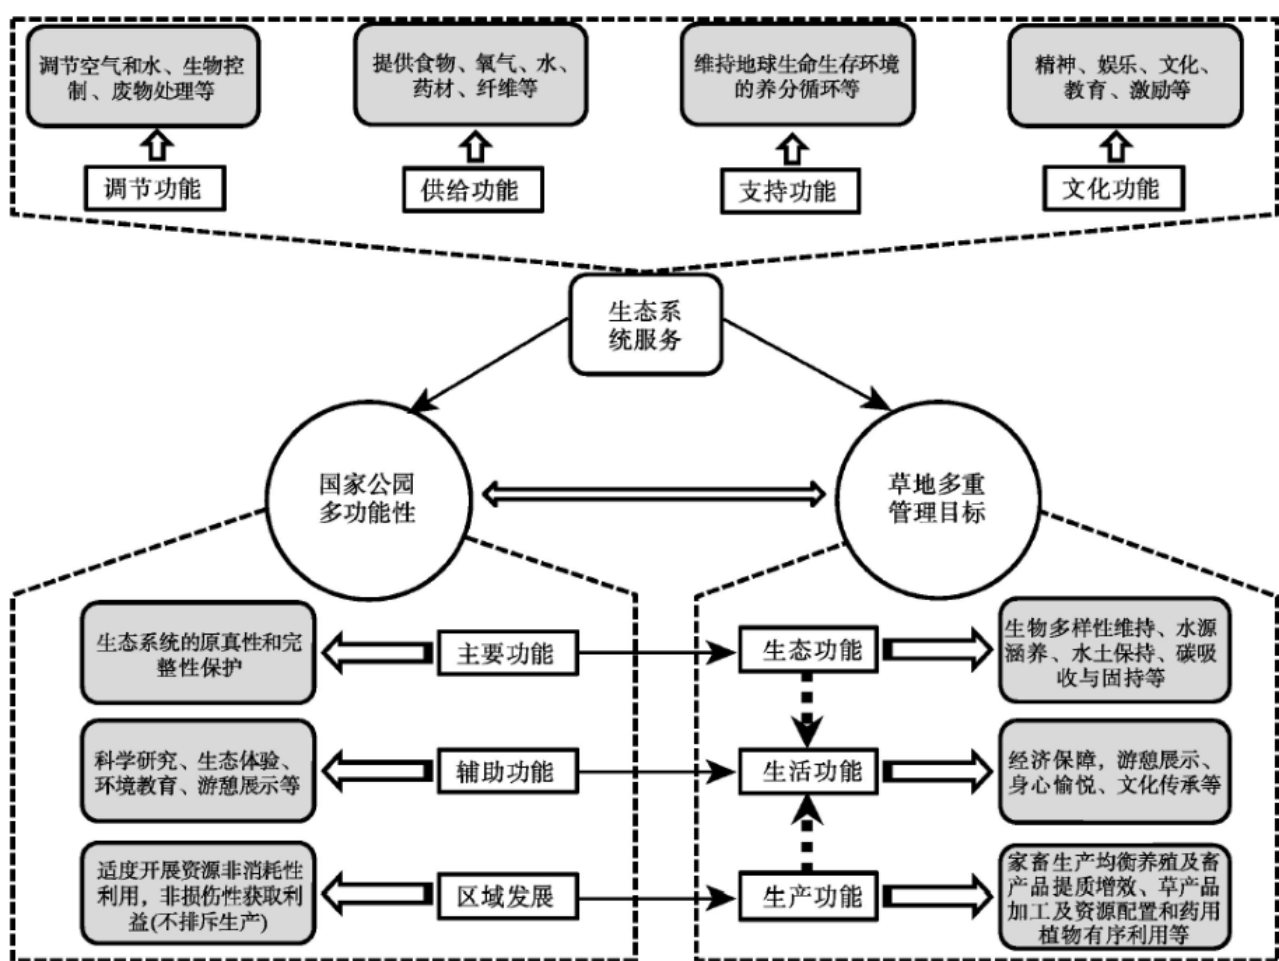 调节空气和水、生物控
制、废物处理等
提供食物、氧气、水、
药材、纤维等
维持地球生命生存环境
的养分循环等
精神、娱乐、文化、
教育、激励等
调节功能
供给功能
支持功能
文化功能
生态系
统服务
国家公园
多功能性
草地多重
管理目标
生态系统的原真性和完
整性保护
主要功能
生态功能
生物多样性维持、水源
涵养、水土保持、碳吸
收与固持等
科学研究、生态体验、
环境教育、游憩展示等
辅助功能
生活功能
经济保障，游憩展示、
身心愉悦、文化传承等
适度开展资源非消耗性
利用，非损伤性获取利
益(不排斥生产)
区域发展
生产功能
家畜生产均衡养殖及畜
产品提质增效、草产品
加工及资源配置和药用
植物有序利用等